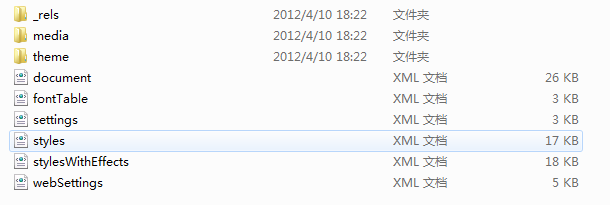 _rels 2012/4/10 18:22 文件夹
media 2012/4/10 18:22 文件夹
theme 2012/4/10 18:22 文件夹
document XML 文档 26 KB
fontTable XML 文档 3 KB
settings XML 文档 3 KB
styles XML 文档 17 KB
stylesWithEffects XML 文档 18 KB
webSettings XML 文档 5 KB